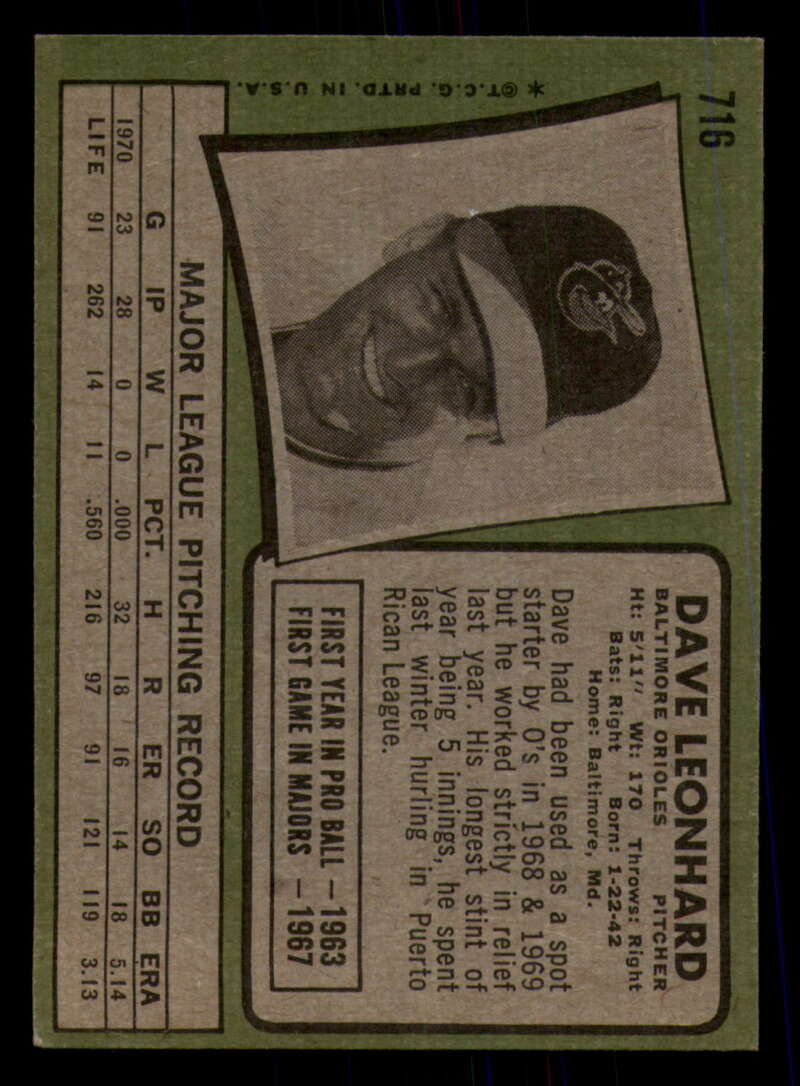 716
* ©T.C.G. PRTD. IN U.S.A.
DAVE LEONHARD
BALTIMORE ORIOLES PITCHER
Ht: 5'11" Wt: 170 Throws: Right
Bats: Right Born: 1-22-42
Home: Baltimore, Md.
Dave had been used as a spot
starter by O's in 1968 & 1969
but he worked strictly in relief
last year. His longest stint of
year being 5 innings, he spent
last winter hurling in Puerto
Rican League.
FIRST YEAR IN PRO BALL — 1963
FIRST GAME IN MAJORS — 1967
MAJOR LEAGUE PITCHING RECORD
G IP W L PCT. H R ER SO BB ERA
1970 23 28 0 0 .000 32 18 16 14 18 5.14
LIFE 91 262 14 11 .560 216 97 91 121 119 3.13